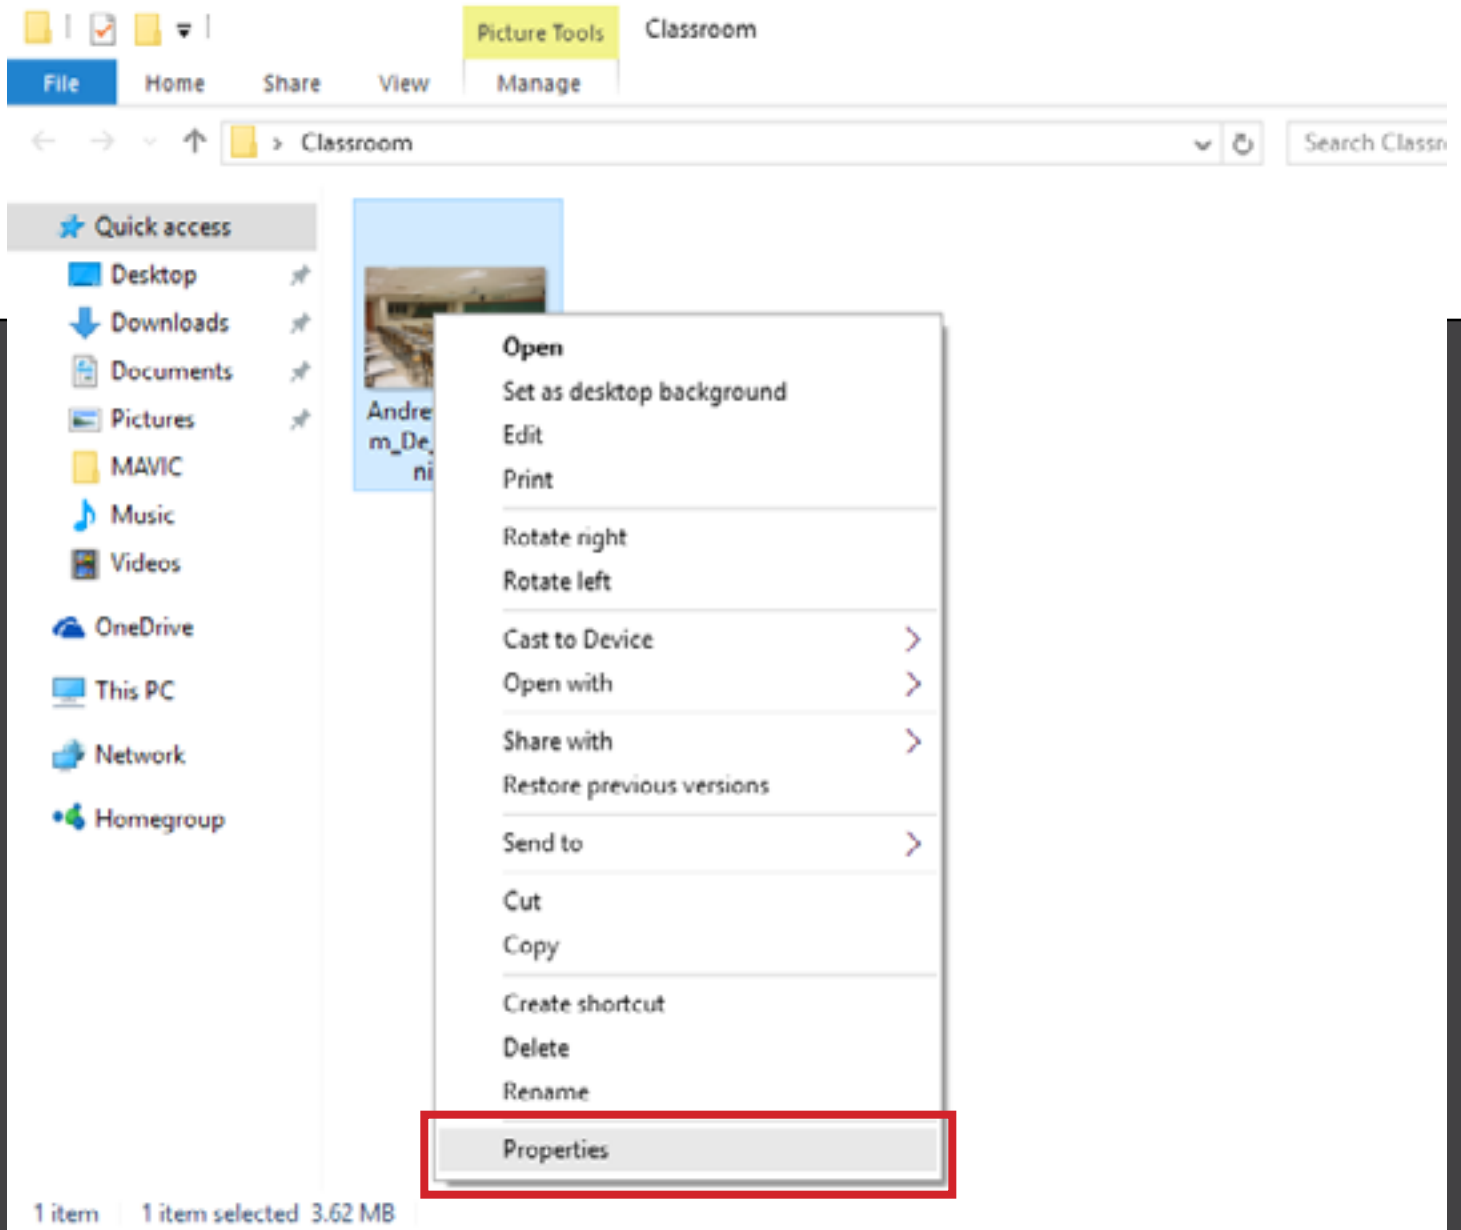 Picture Tools Classroom
File Home Share View Manage
Classroom Search Classr
Quick access
Desktop
Downloads
Documents
Pictures
MAVIC
Music
Videos
OneDrive
This PC
Network
Homegroup
Andre
m_De_
ni
Open
Set as desktop background
Edit
Print
Rotate right
Rotate left
Cast to Device
Open with
Share with
Restore previous versions
Send to
Cut
Copy
Create shortcut
Delete
Rename
Properties
1 item 1 item selected 3.62 MB